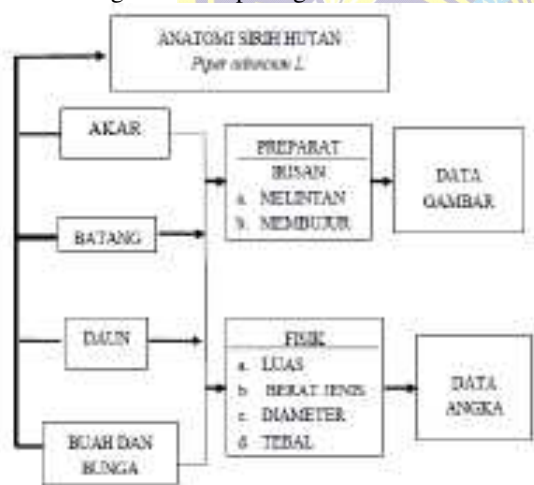 ANATOMI SIRIH HUTAN
Piper aduncum L.
AKAR
BATANG
DAUN
BUAH DAN
BUNGA
PREPARAT
IRISAN
a. MELINTAN
b. MEMBUJUR
DATA
GAMBAR
FISIK
a. LUAS
b. BERAT JENIS
c. DIAMETER
d. TEBAL
DATA
ANGKA